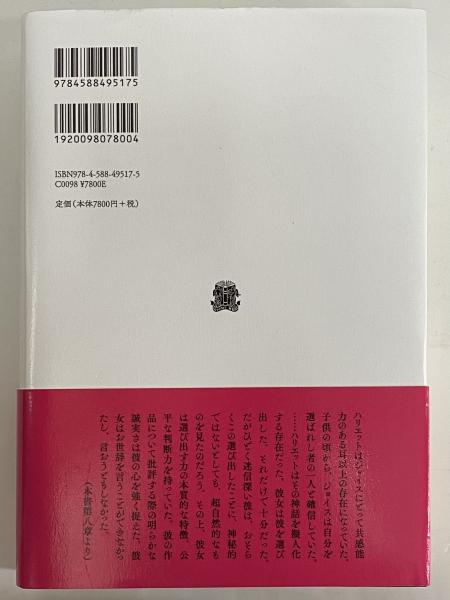 9784588495175
1920098078004
ISBN978-4-588-49517-5
C0098 ¥7800E
定価(本体7800円+税)
ハリエットはジョイスにとって共感能
力のある耳以上の存在になっていた。
子供の頃から、ジョイスは自分を
選ばれし者の一人と確信していた。
……ハリエットはその神話を擬人化
する存在だった。彼女は彼を選び
出した。それだけで十分だった。
だがひどく迷信深い彼は、おそら
くこの選び出したことに、神秘的
ではないとしても、超自然的なも
のを見たのだろう。その上、彼女
は選び出す力の本質的な特徴、公
平な判断力を持っていた。彼の作
品について批評する際の明らかな
誠実さは彼の心を強く捉えた。彼
女はお世辞を言うことができなかっ
たし、言おうともしなかった。
(本書第八章より)